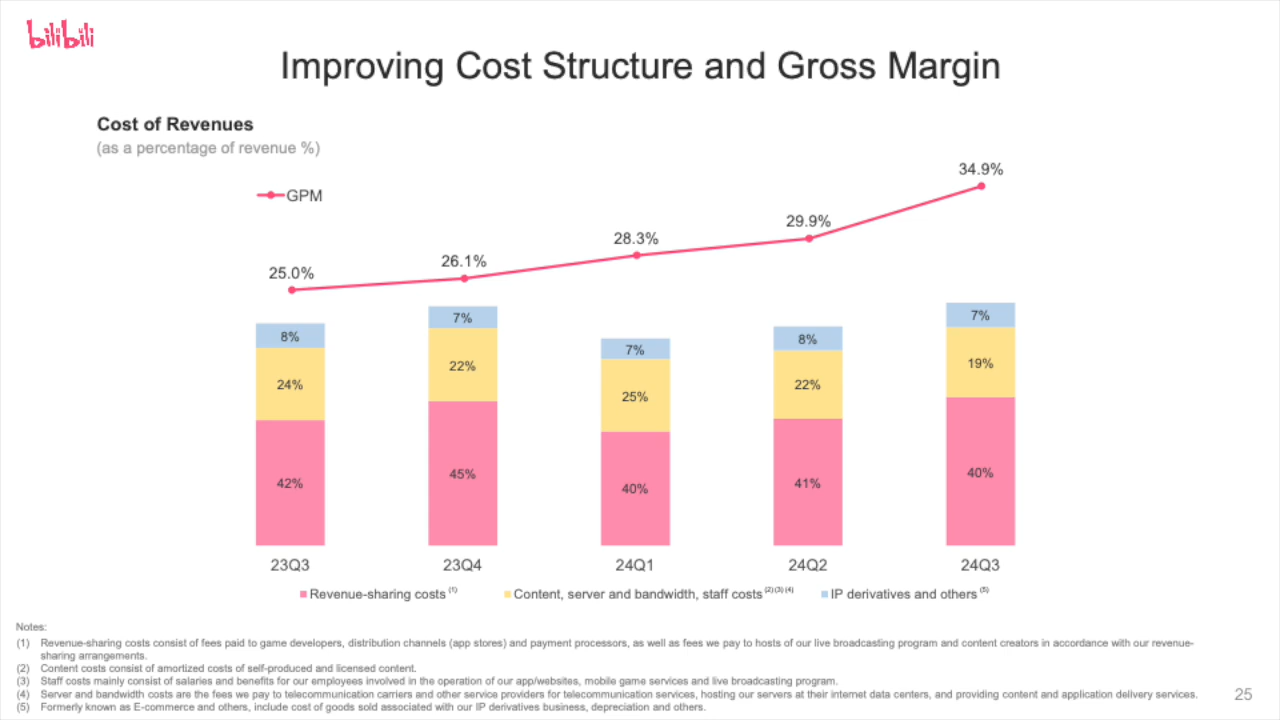 bilibili
Improving Cost Structure and Gross Margin
Cost of Revenues
(as a percentage of revenue %)
GPM
25.0%
26.1%
28.3%
29.9%
34.9%
8%
7%
7%
8%
7%
24%
22%
25%
22%
19%
42%
45%
40%
41%
40%
23Q3
23Q4
24Q1
24Q2
24Q3
Revenue-sharing costs (1)
Content, server and bandwidth, staff costs (2)(3)(4)
IP derivatives and others (5)
Notes:
(1) Revenue-sharing costs consist of fees paid to game developers, distribution channels (app stores) and payment processors, as well as fees we pay to hosts of our live broadcasting program and content creators in accordance with our revenue-
sharing arrangements.
(2) Content costs consist of amortized costs of self-produced and licensed content.
(3) Staff costs mainly consist of salaries and benefits for our employees involved in the operation of our app/websites, mobile game services and live broadcasting program.
(4) Server and bandwidth costs are the fees we pay to telecommunication carriers and other service providers for telecommunication services, hosting our servers at their internet data centers, and providing content and application delivery services.
(5) Formerly known as E-commerce and others, include cost of goods sold associated with our IP derivatives business, depreciation and others.
25